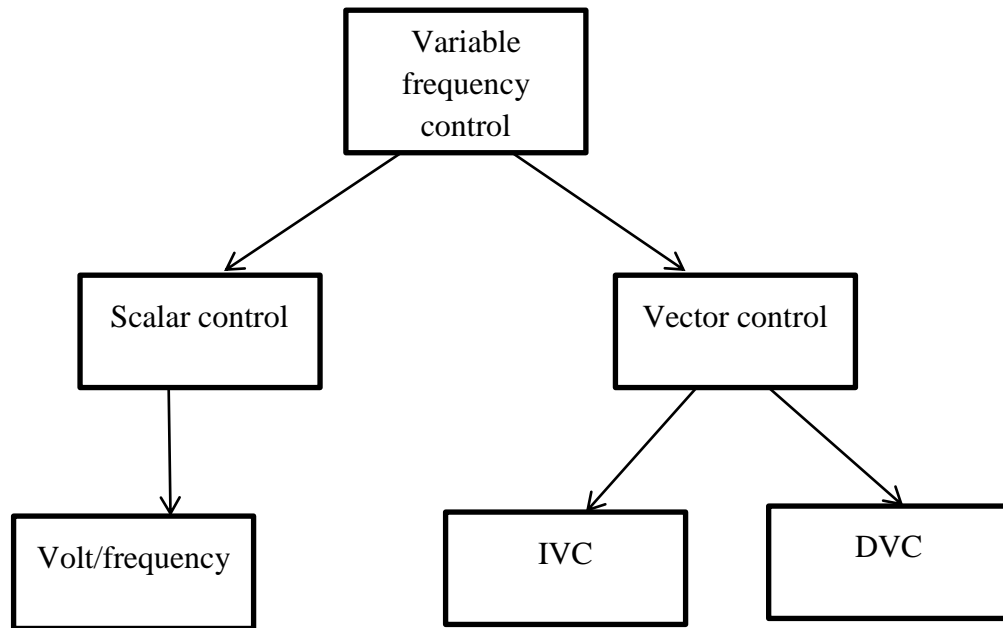 Variable
frequency
control
Scalar control
Vector control
Volt/frequency
IVC
DVC